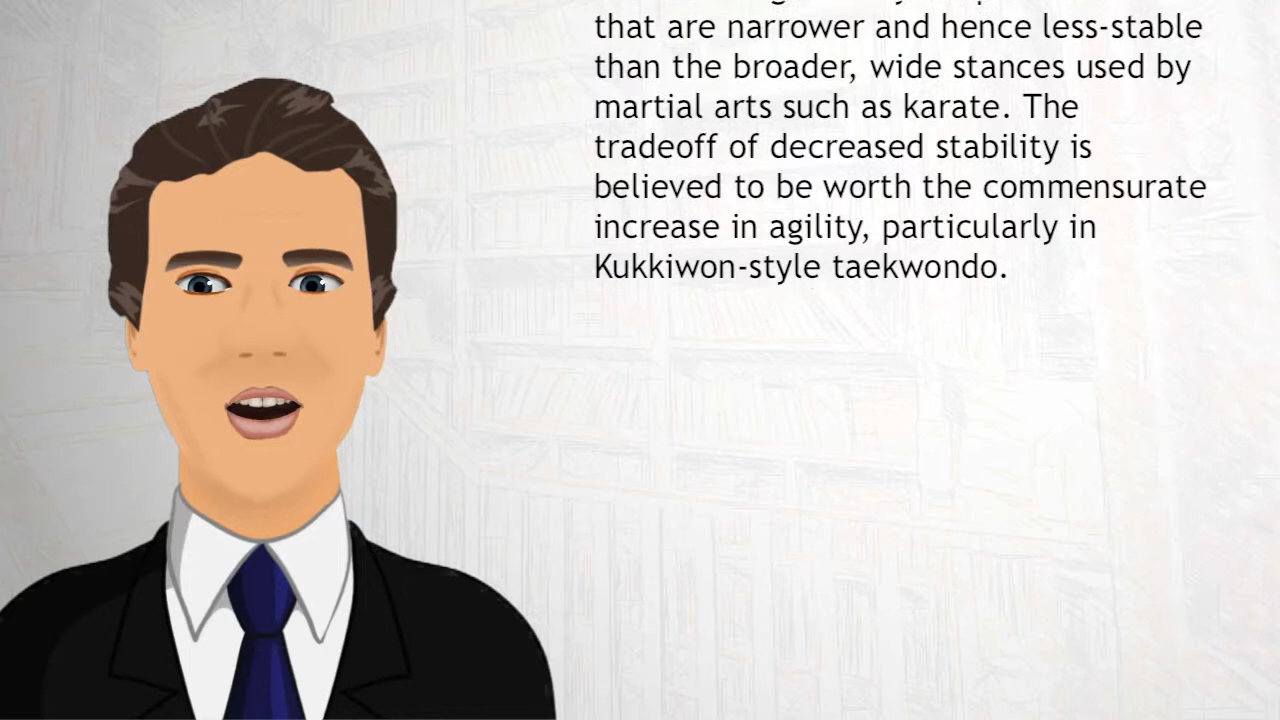 that are narrower and hence less-stable
than the broader, wide stances used by
martial arts such as karate. The
tradeoff of decreased stability is
believed to be worth the commensurate
increase in agility, particularly in
Kukkiwon-style taekwondo.